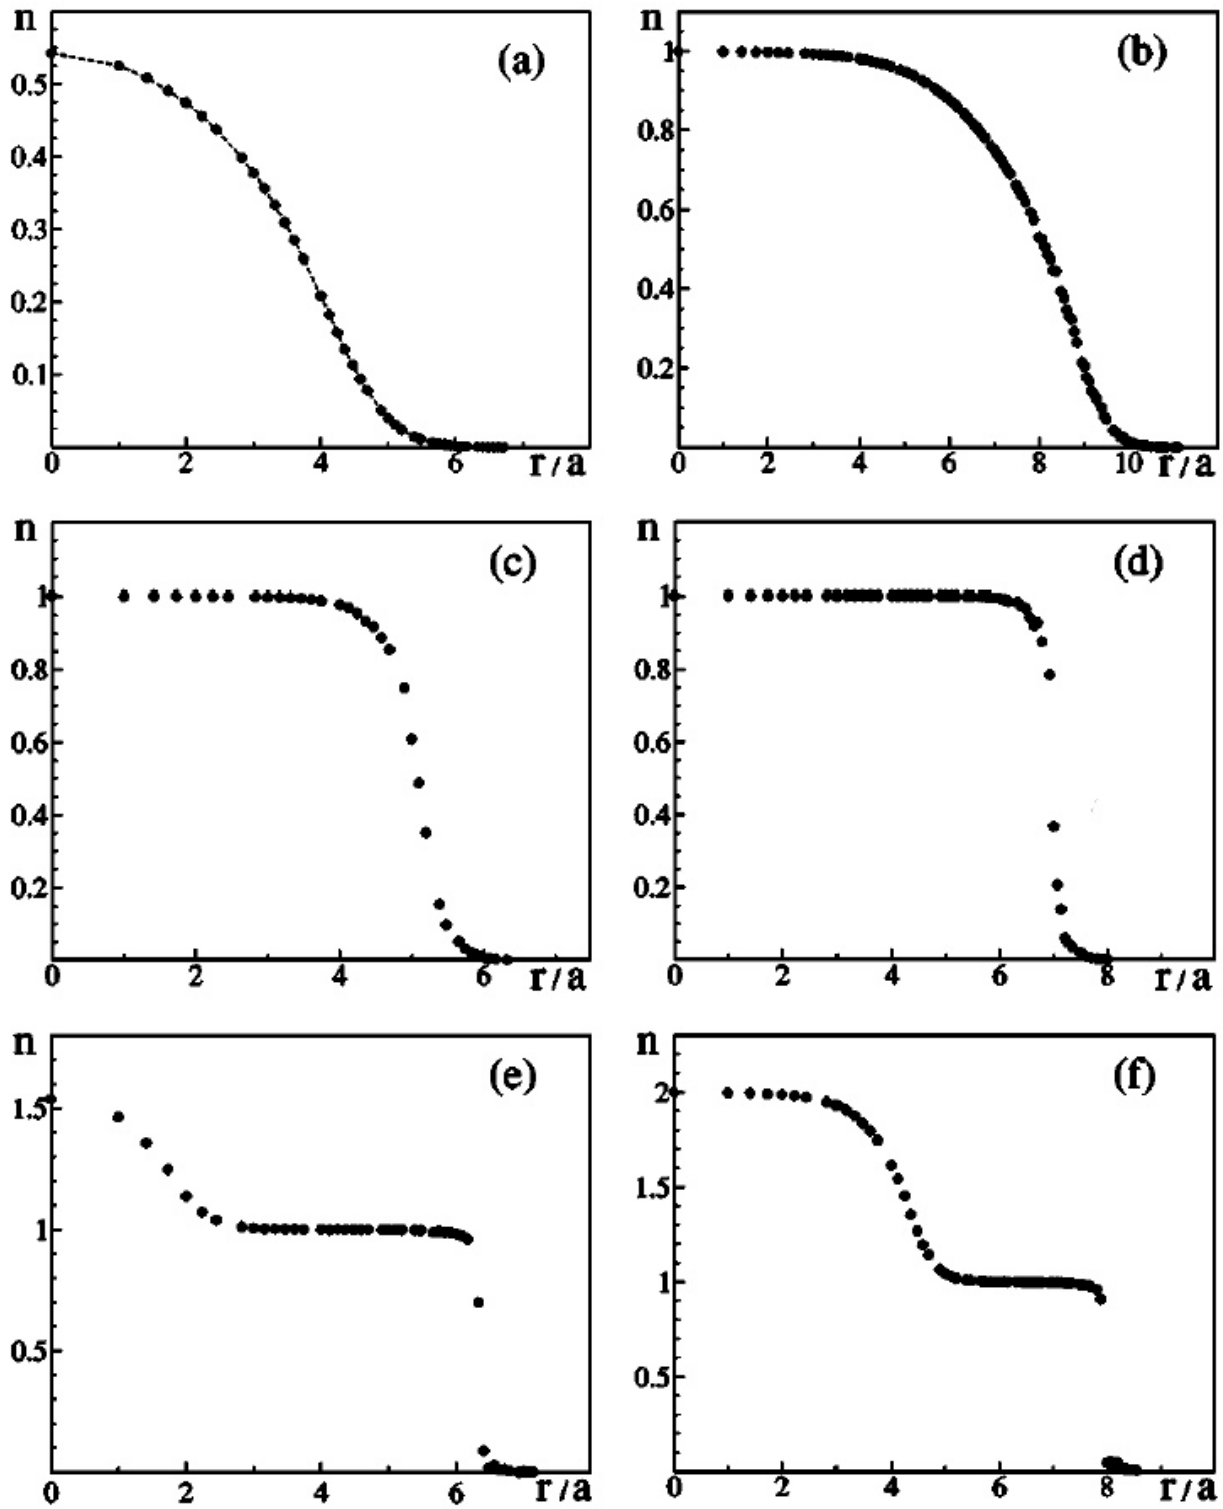 n (a) n (b)
0.5 1
0.4 0.8
0.3 0.6
0.2 0.4
0.1 0.2
0 2 4 6 r/a 0 2 4 6 8 10 r/a
n (c) n (d)
1 1
0.8 0.8
0.6 0.6
0.4 0.4
0.2 0.2
0 2 4 6 r/a 0 2 4 6 8 r/a
n (e) n (f)
1.5 2
1 1.5
0.5 1
0.5
0 2 4 6 r/a 0 2 4 6 8 r/a